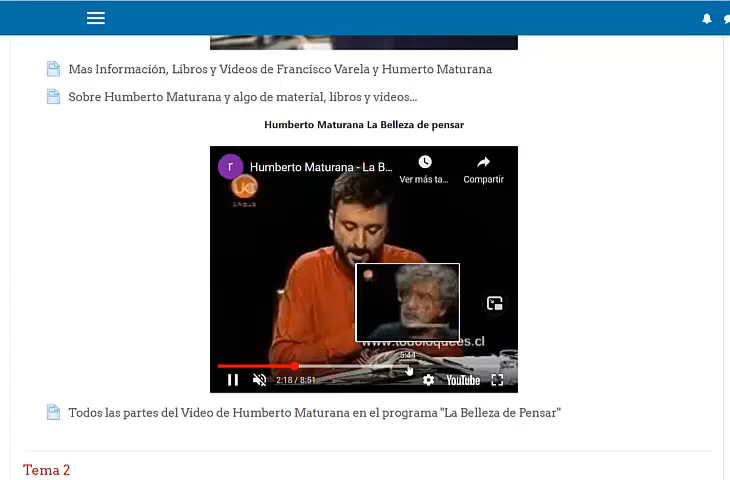 Mas Información, Libros y Videos de Francisco Varela y Humerto Maturana
Sobre Humberto Maturana y algo de material, libros y videos...
Humberto Maturana La Belleza de pensar
r Humberto Maturana - La B...
Ver más ta...
Compartir
UC
www.todoloquees.cl
5:44
2:18 / 8:51
YouTube
Todos las partes del Video de Humberto Maturana en el programa "La Belleza de Pensar"
Tema 2